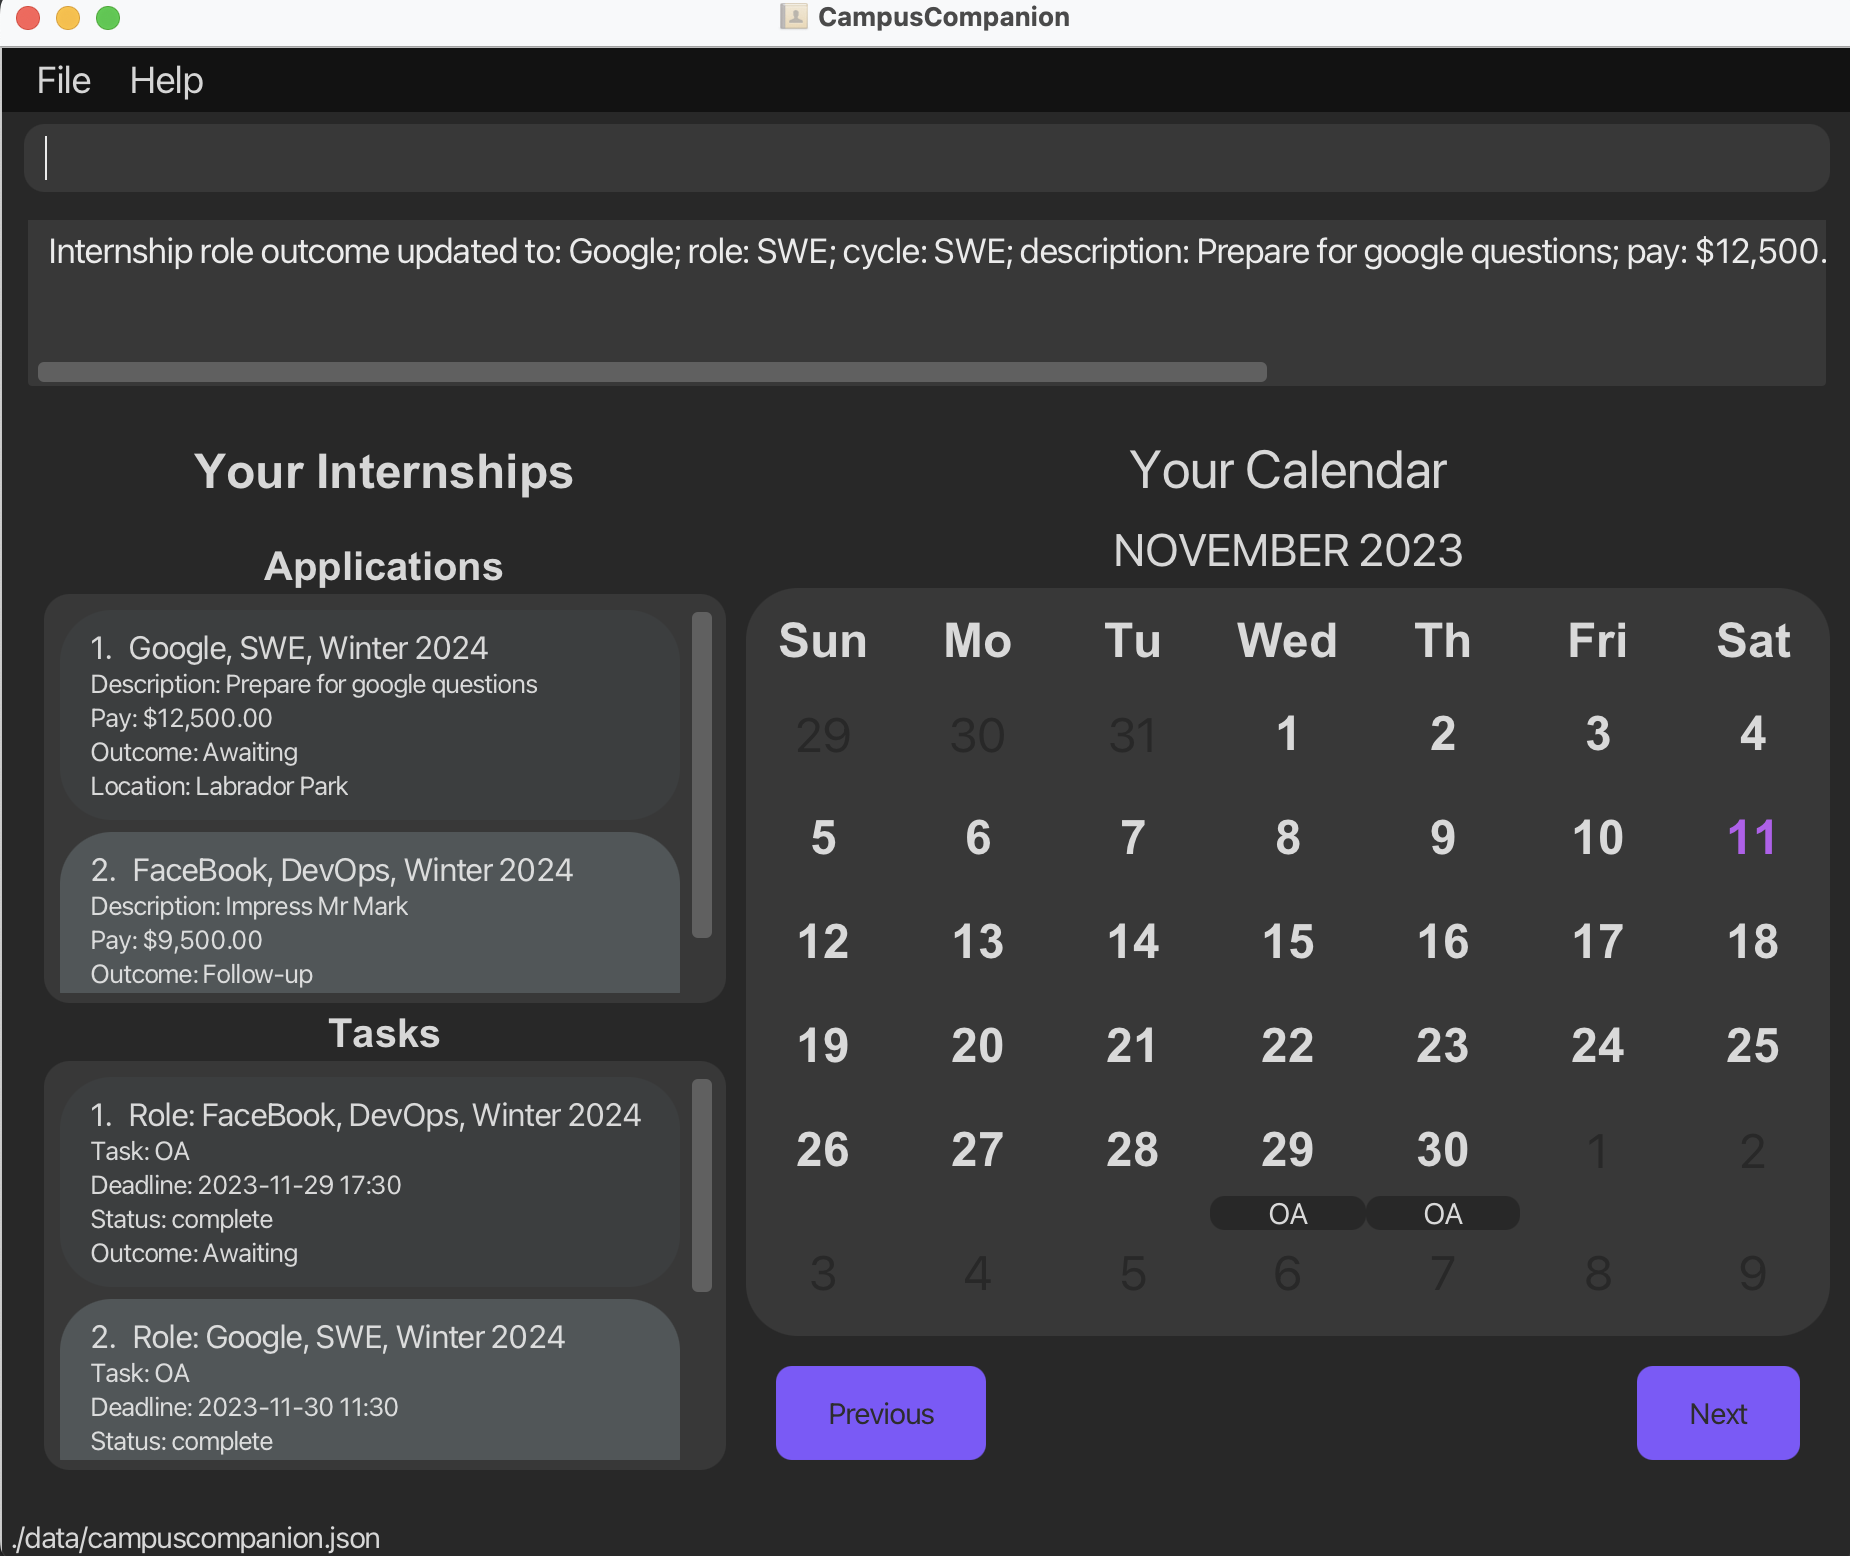 CampusCompanion
File Help
Internship role outcome updated to: Google; role: SWE; cycle: SWE; description: Prepare for google questions; pay: $12,500.
Your Internships
Applications
1. Google, SWE, Winter 2024
Description: Prepare for google questions
Pay: $12,500.00
Outcome: Awaiting
Location: Labrador Park
2. FaceBook, DevOps, Winter 2024
Description: Impress Mr Mark
Pay: $9,500.00
Outcome: Follow-up
Tasks
1. Role: FaceBook, DevOps, Winter 2024
Task: OA
Deadline: 2023-11-29 17:30
Status: complete
Outcome: Awaiting
2. Role: Google, SWE, Winter 2024
Task: OA
Deadline: 2023-11-30 11:30
Status: complete
Your Calendar
NOVEMBER 2023
Sun Mo Tu Wed Th Fri Sat
29 30 31 1 2 3 4
5 6 7 8 9 10 11
12 13 14 15 16 17 18
19 20 21 22 23 24 25
26 27 28 29 30 1 2
OA OA
3 4 5 6 7 8 9
Previous Next
./data/campuscompanion.json